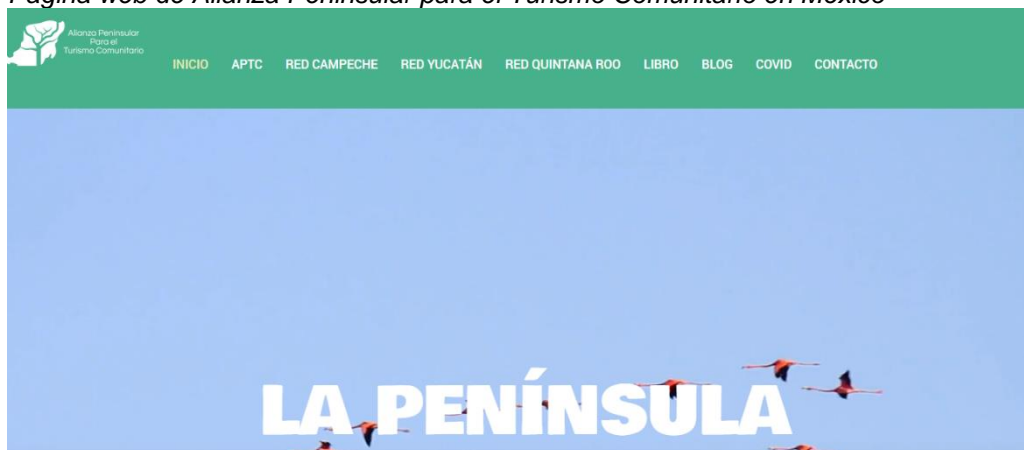 Página web de Alianza Peninsular para el Turismo Comunitario en México
Alianza Peninsular
Para el
Turismo Comunitario
INICIO APTC RED CAMPECHE RED YUCATÁN RED QUINTANA ROO LIBRO BLOG COVID CONTACTO
LA PENÍNSULA